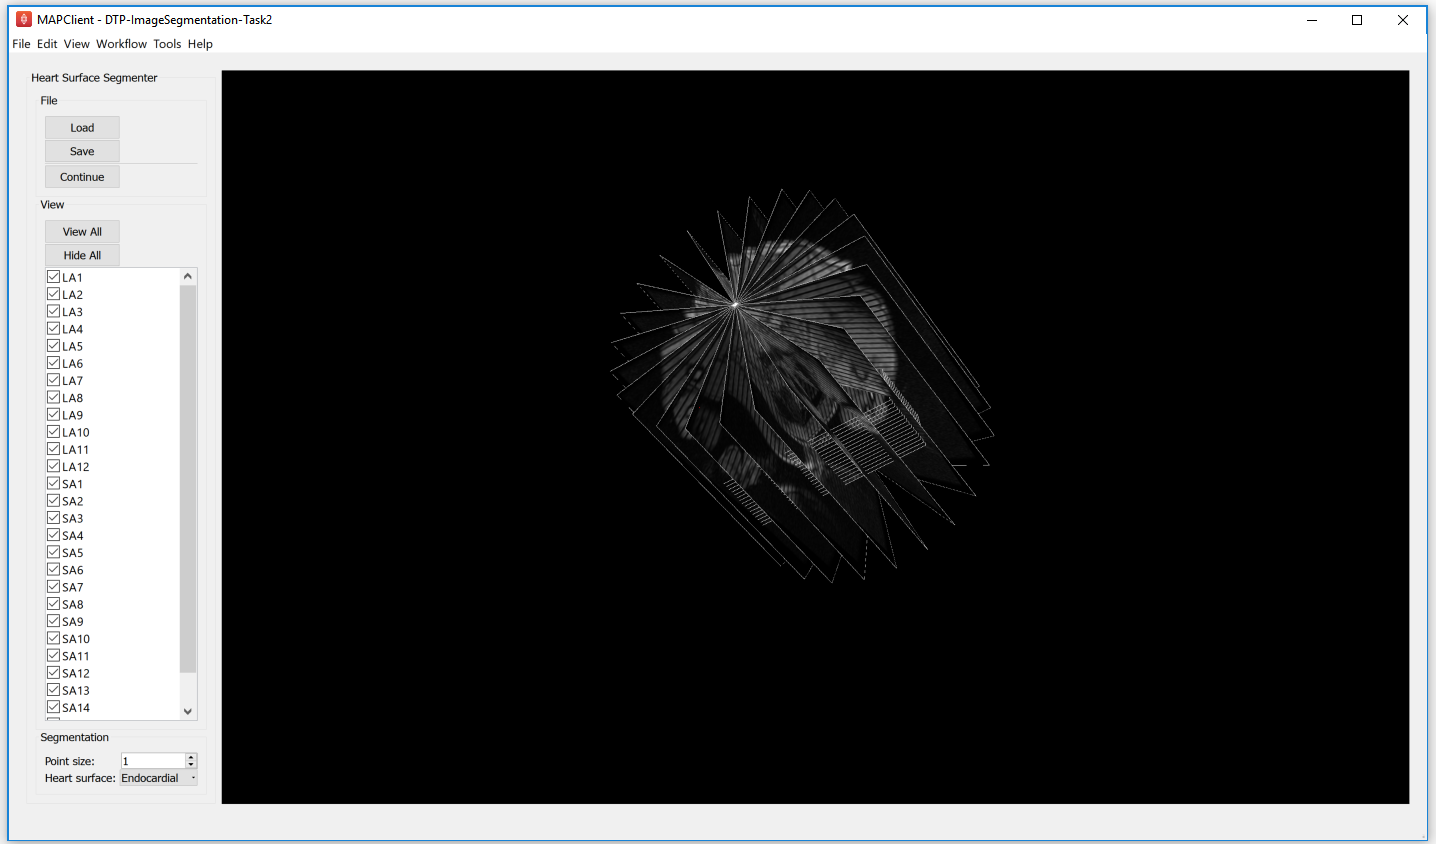 MAPClient - DTP-ImageSegmentation-Task2
File Edit View Workflow Tools Help
Heart Surface Segmenter
File
Load
Save
Continue
View
View All
Hide All
LA1
LA2
LA3
LA4
LA5
LA6
LA7
LA8
LA9
LA10
LA11
LA12
SA1
SA2
SA3
SA4
SA5
SA6
SA7
SA8
SA9
SA10
SA11
SA12
SA13
SA14
Segmentation
Point size: 1
Heart surface: Endocardial